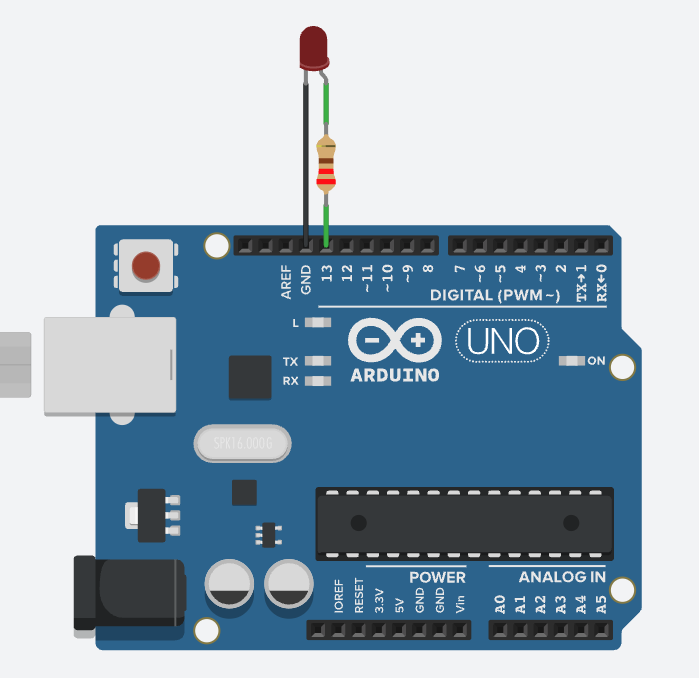 AREF
GND
13
12
~11
~10
~9
8
7
~6
~5
4
~3
2
TX→1
RX←0
DIGITAL (PWM ~)
L
TX
RX
UNO
ARDUINO
ON
SPK16.000G
POWER
ANALOG IN
IOREF
RESET
3.3V
5V
GND
GND
Vin
A0
A1
A2
A3
A4
A5